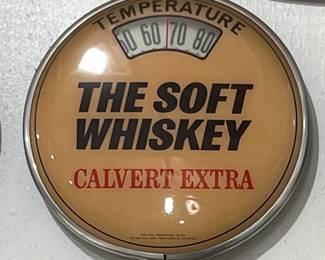 TEMPERATURE
60 70 80
THE SOFT
WHISKEY
CALVERT EXTRA